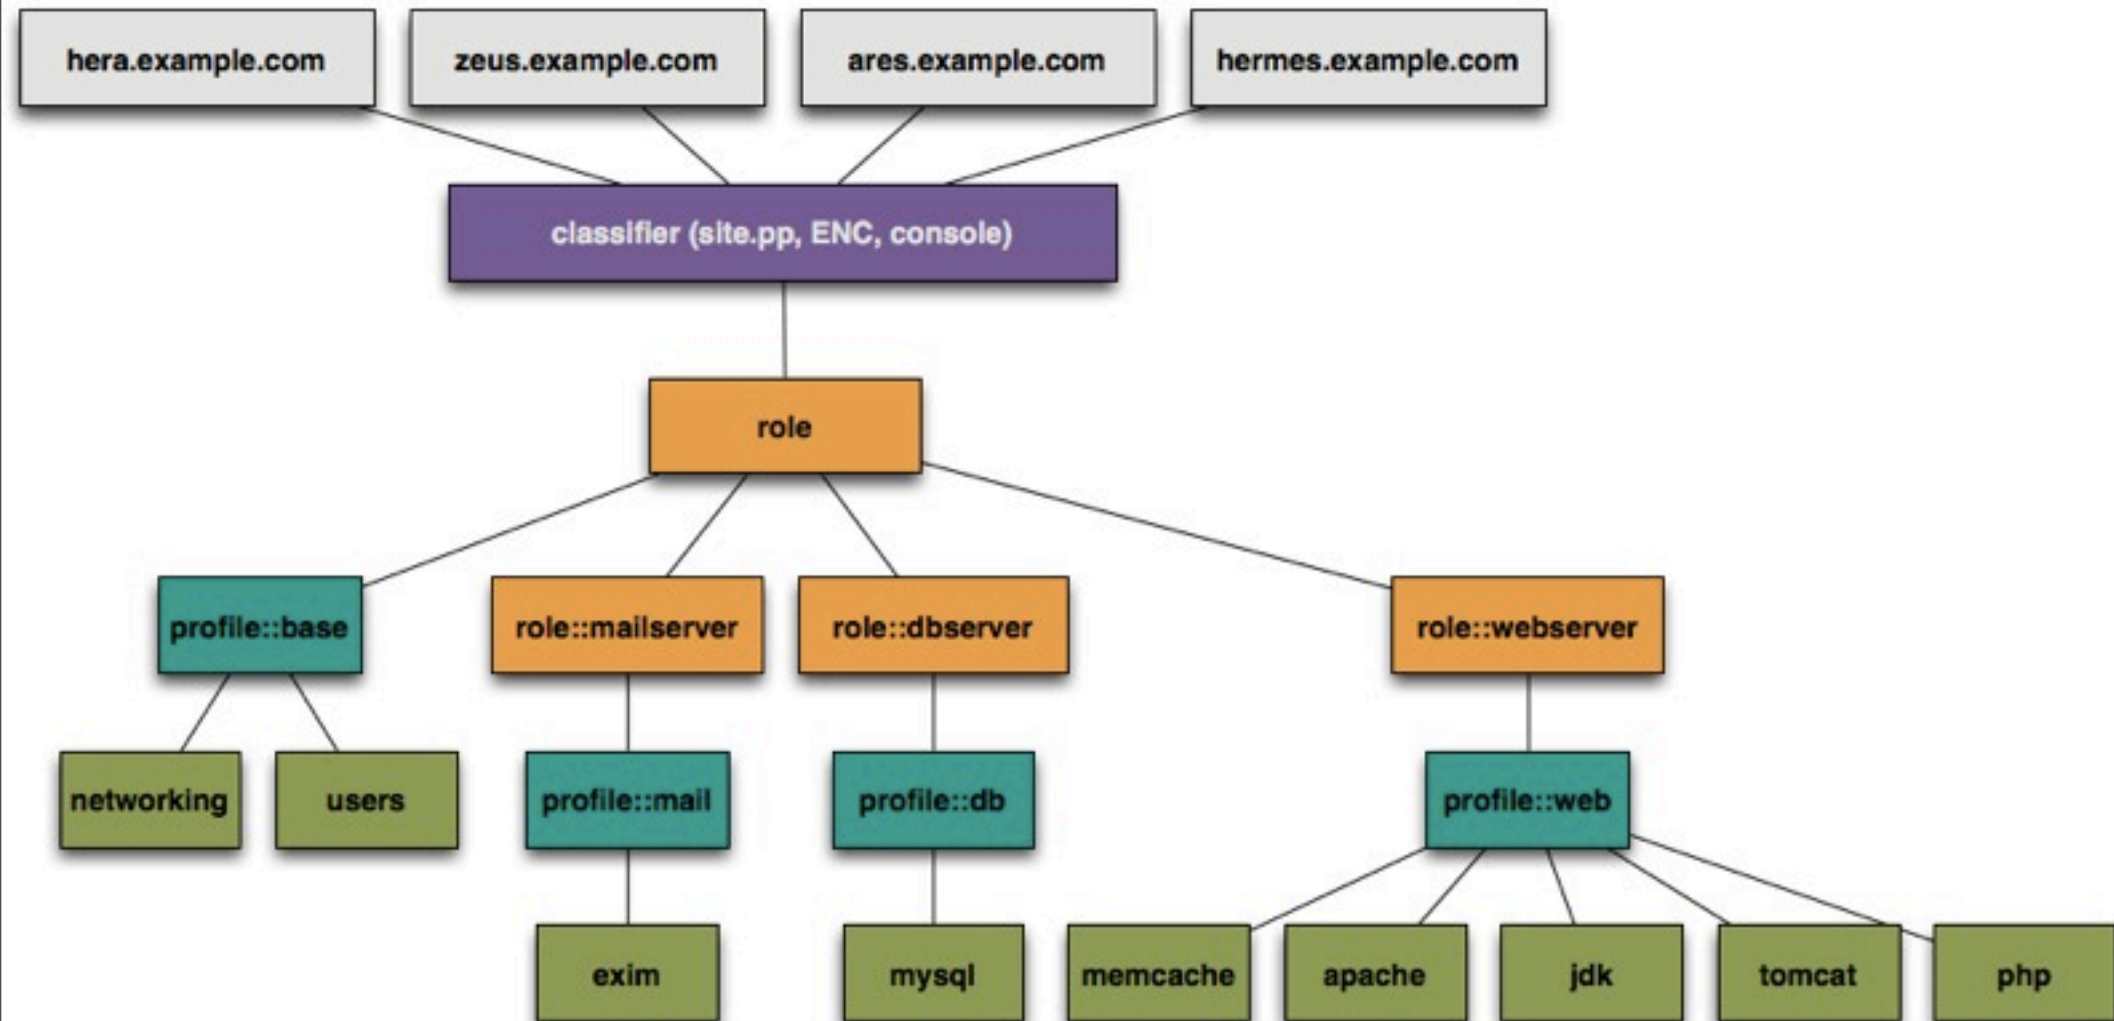 hera.example.com
zeus.example.com
ares.example.com
hermes.example.com
classifier (site.pp, ENC, console)
role
profile::base
role::mailserver
role::dbserver
role::webserver
networking
users
profile::mail
profile::db
profile::web
exim
mysql
memcache
apache
jdk
tomcat
php